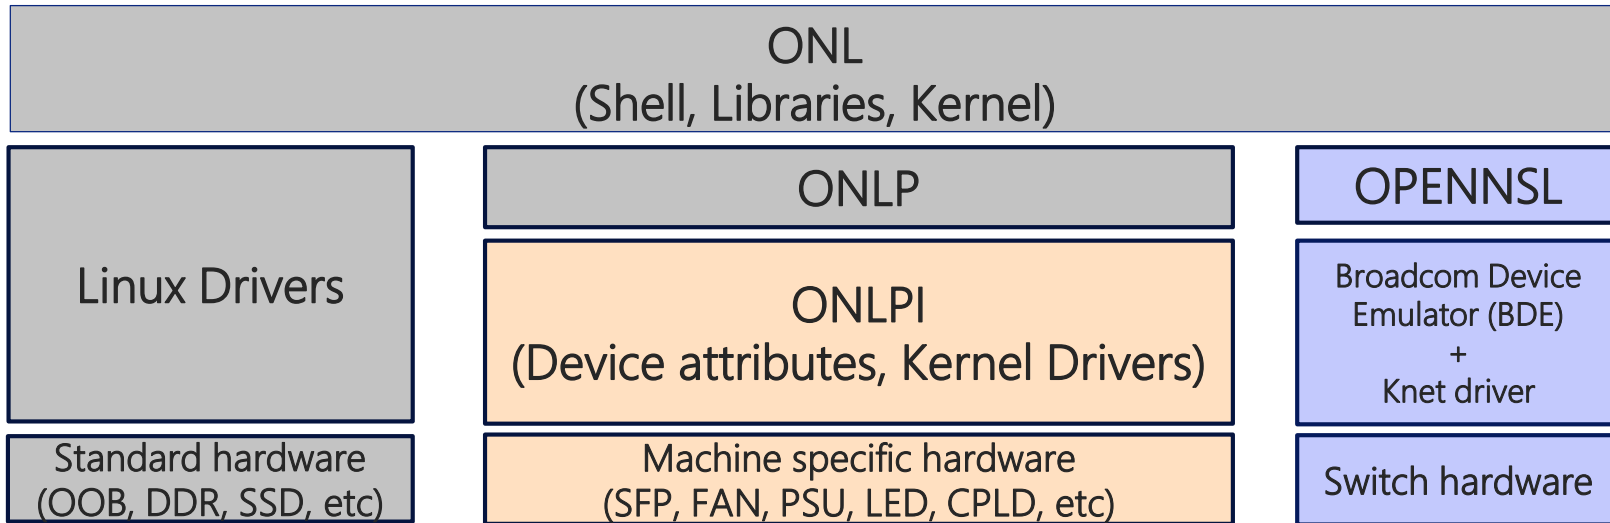 ONL
(Shell, Libraries, Kernel)
Linux Drivers
Standard hardware
(OOB, DDR, SSD, etc)
ONLP
ONLPI
(Device attributes, Kernel Drivers)
Machine specific hardware
(SFP, FAN, PSU, LED, CPLD, etc)
OPENNSL
Broadcom Device
Emulator (BDE)
+
Knet driver
Switch hardware